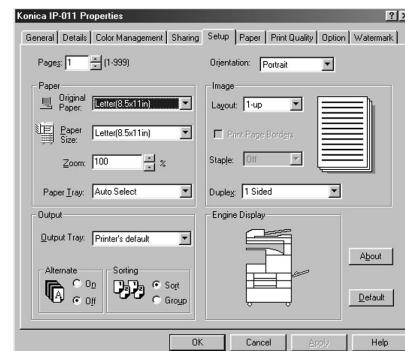 Konica IP-011 Properties
General Details Color Management Sharing Setup Paper Print Quality Option Watermark
Pages: 1 (1-999)
Orientation: Portrait
Paper
Original Paper: Letter(8.5x11in)
Paper Size: Letter(8.5x11in)
Zoom: 100 %
Paper Tray: Auto Select
Image
Layout: 1-up
Print Page Borders
Staple: Off
Duplex: 1 Sided
Output
Output Tray: Printer's default
Alternate
A
On
Off
Sorting
Sort
Group
Engine Display
About
Default
OK Cancel Apply Help